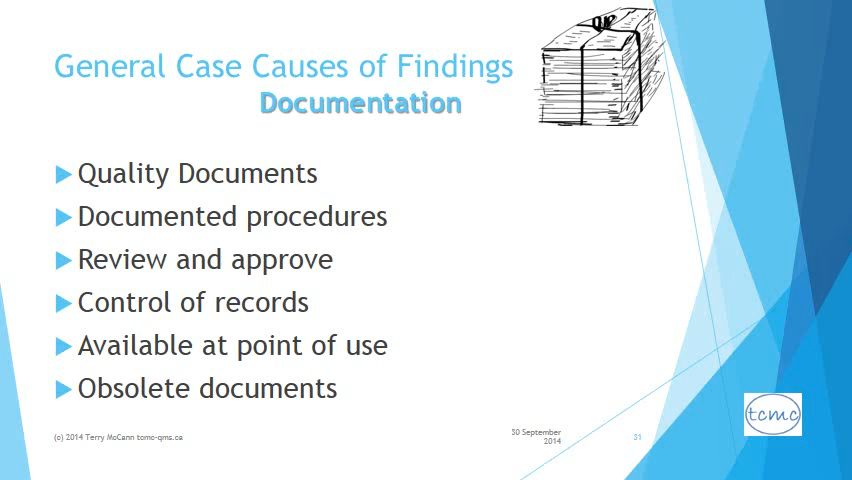 General Case Causes of Findings
Documentation
Quality Documents
Documented procedures
Review and approve
Control of records
Available at point of use
Obsolete documents
(c) 2014 Terry McCann tcmc-qms.ca
30 September
2014
31
tcmc